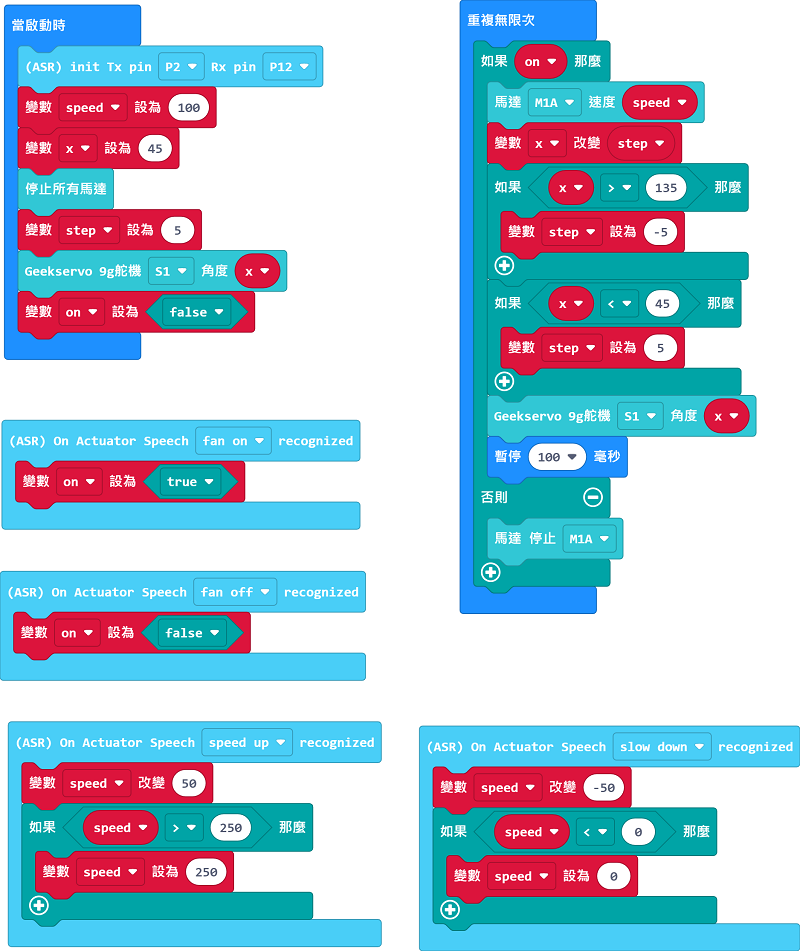 當啟動時
(ASR) init Tx pin P2 Rx pin P12
變數 speed 設為 100
變數 x 設為 45
停止所有馬達
變數 step 設為 5
Geekservo 9g舵機 S1 角度 x
變數 on 設為 false
(ASR) On Actuator Speech fan on recognized
變數 on 設為 true
(ASR) On Actuator Speech fan off recognized
變數 on 設為 false
(ASR) On Actuator Speech speed up recognized
變數 speed 改變 50
如果 speed > 250 那麼
變數 speed 設為 250
重複無限次
如果 on 那麼
馬達 M1A 速度 speed
變數 x 改變 step
如果 x > 135 那麼
變數 step 設為 -5
如果 x < 45 那麼
變數 step 設為 5
Geekservo 9g舵機 S1 角度 x
暫停 100 毫秒
否則
馬達 停止 M1A
(ASR) On Actuator Speech slow down recognized
變數 speed 改變 -50
如果 speed < 0 那麼
變數 speed 設為 0